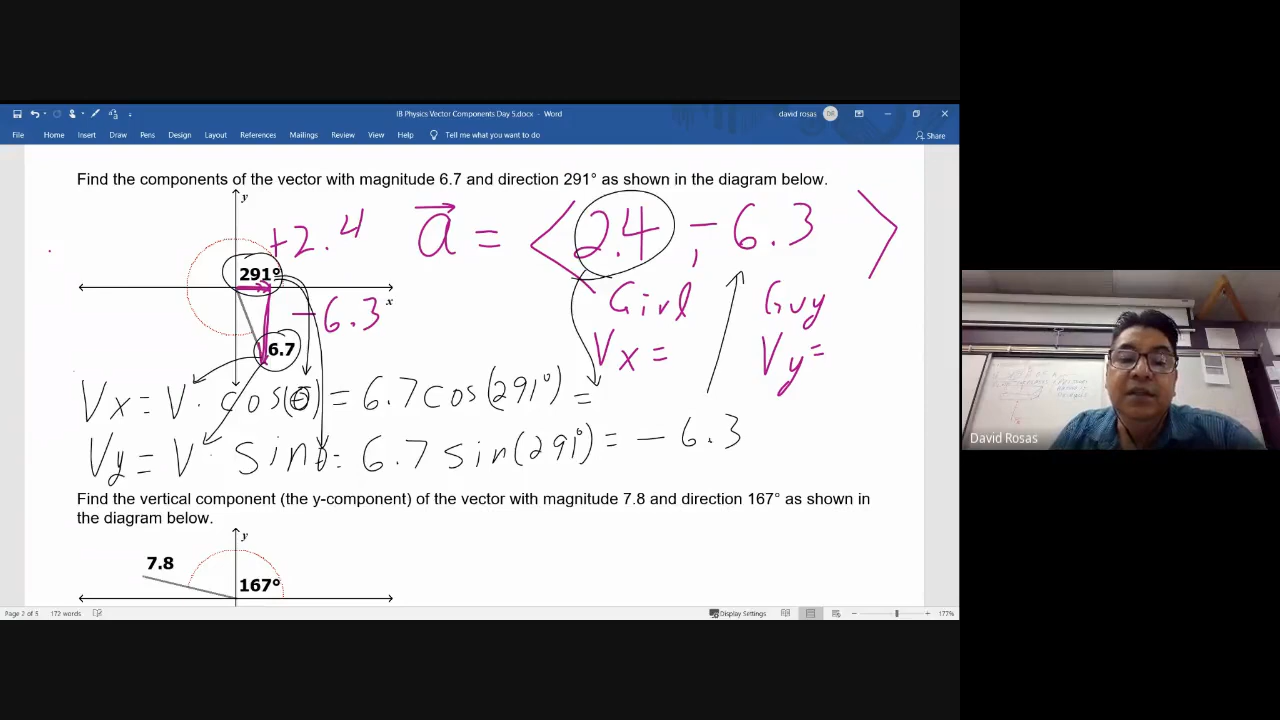 IB Physics Vector Components Day 5.docx - Word
david rosas DR
File Home Insert Draw Pens Design Layout References Mailings Review View Help Tell me what you want to do Share
Find the components of the vector with magnitude 6.7 and direction 291° as shown in the diagram below.
y
+2.4
a = < 2.4, -6.3 >
291°
x
-6.3
Girl Guy
6.7
Vx = Vy =
Vx = V · cos(θ) = 6.7 cos(291°) =
Vy = V · sin θ = 6.7 sin(291°) = -6.3
Find the vertical component (the y-component) of the vector with magnitude 7.8 and direction 167° as shown in
the diagram below.
y
7.8
167°
Page 2 of 5 172 words Display Settings 177%
David Rosas